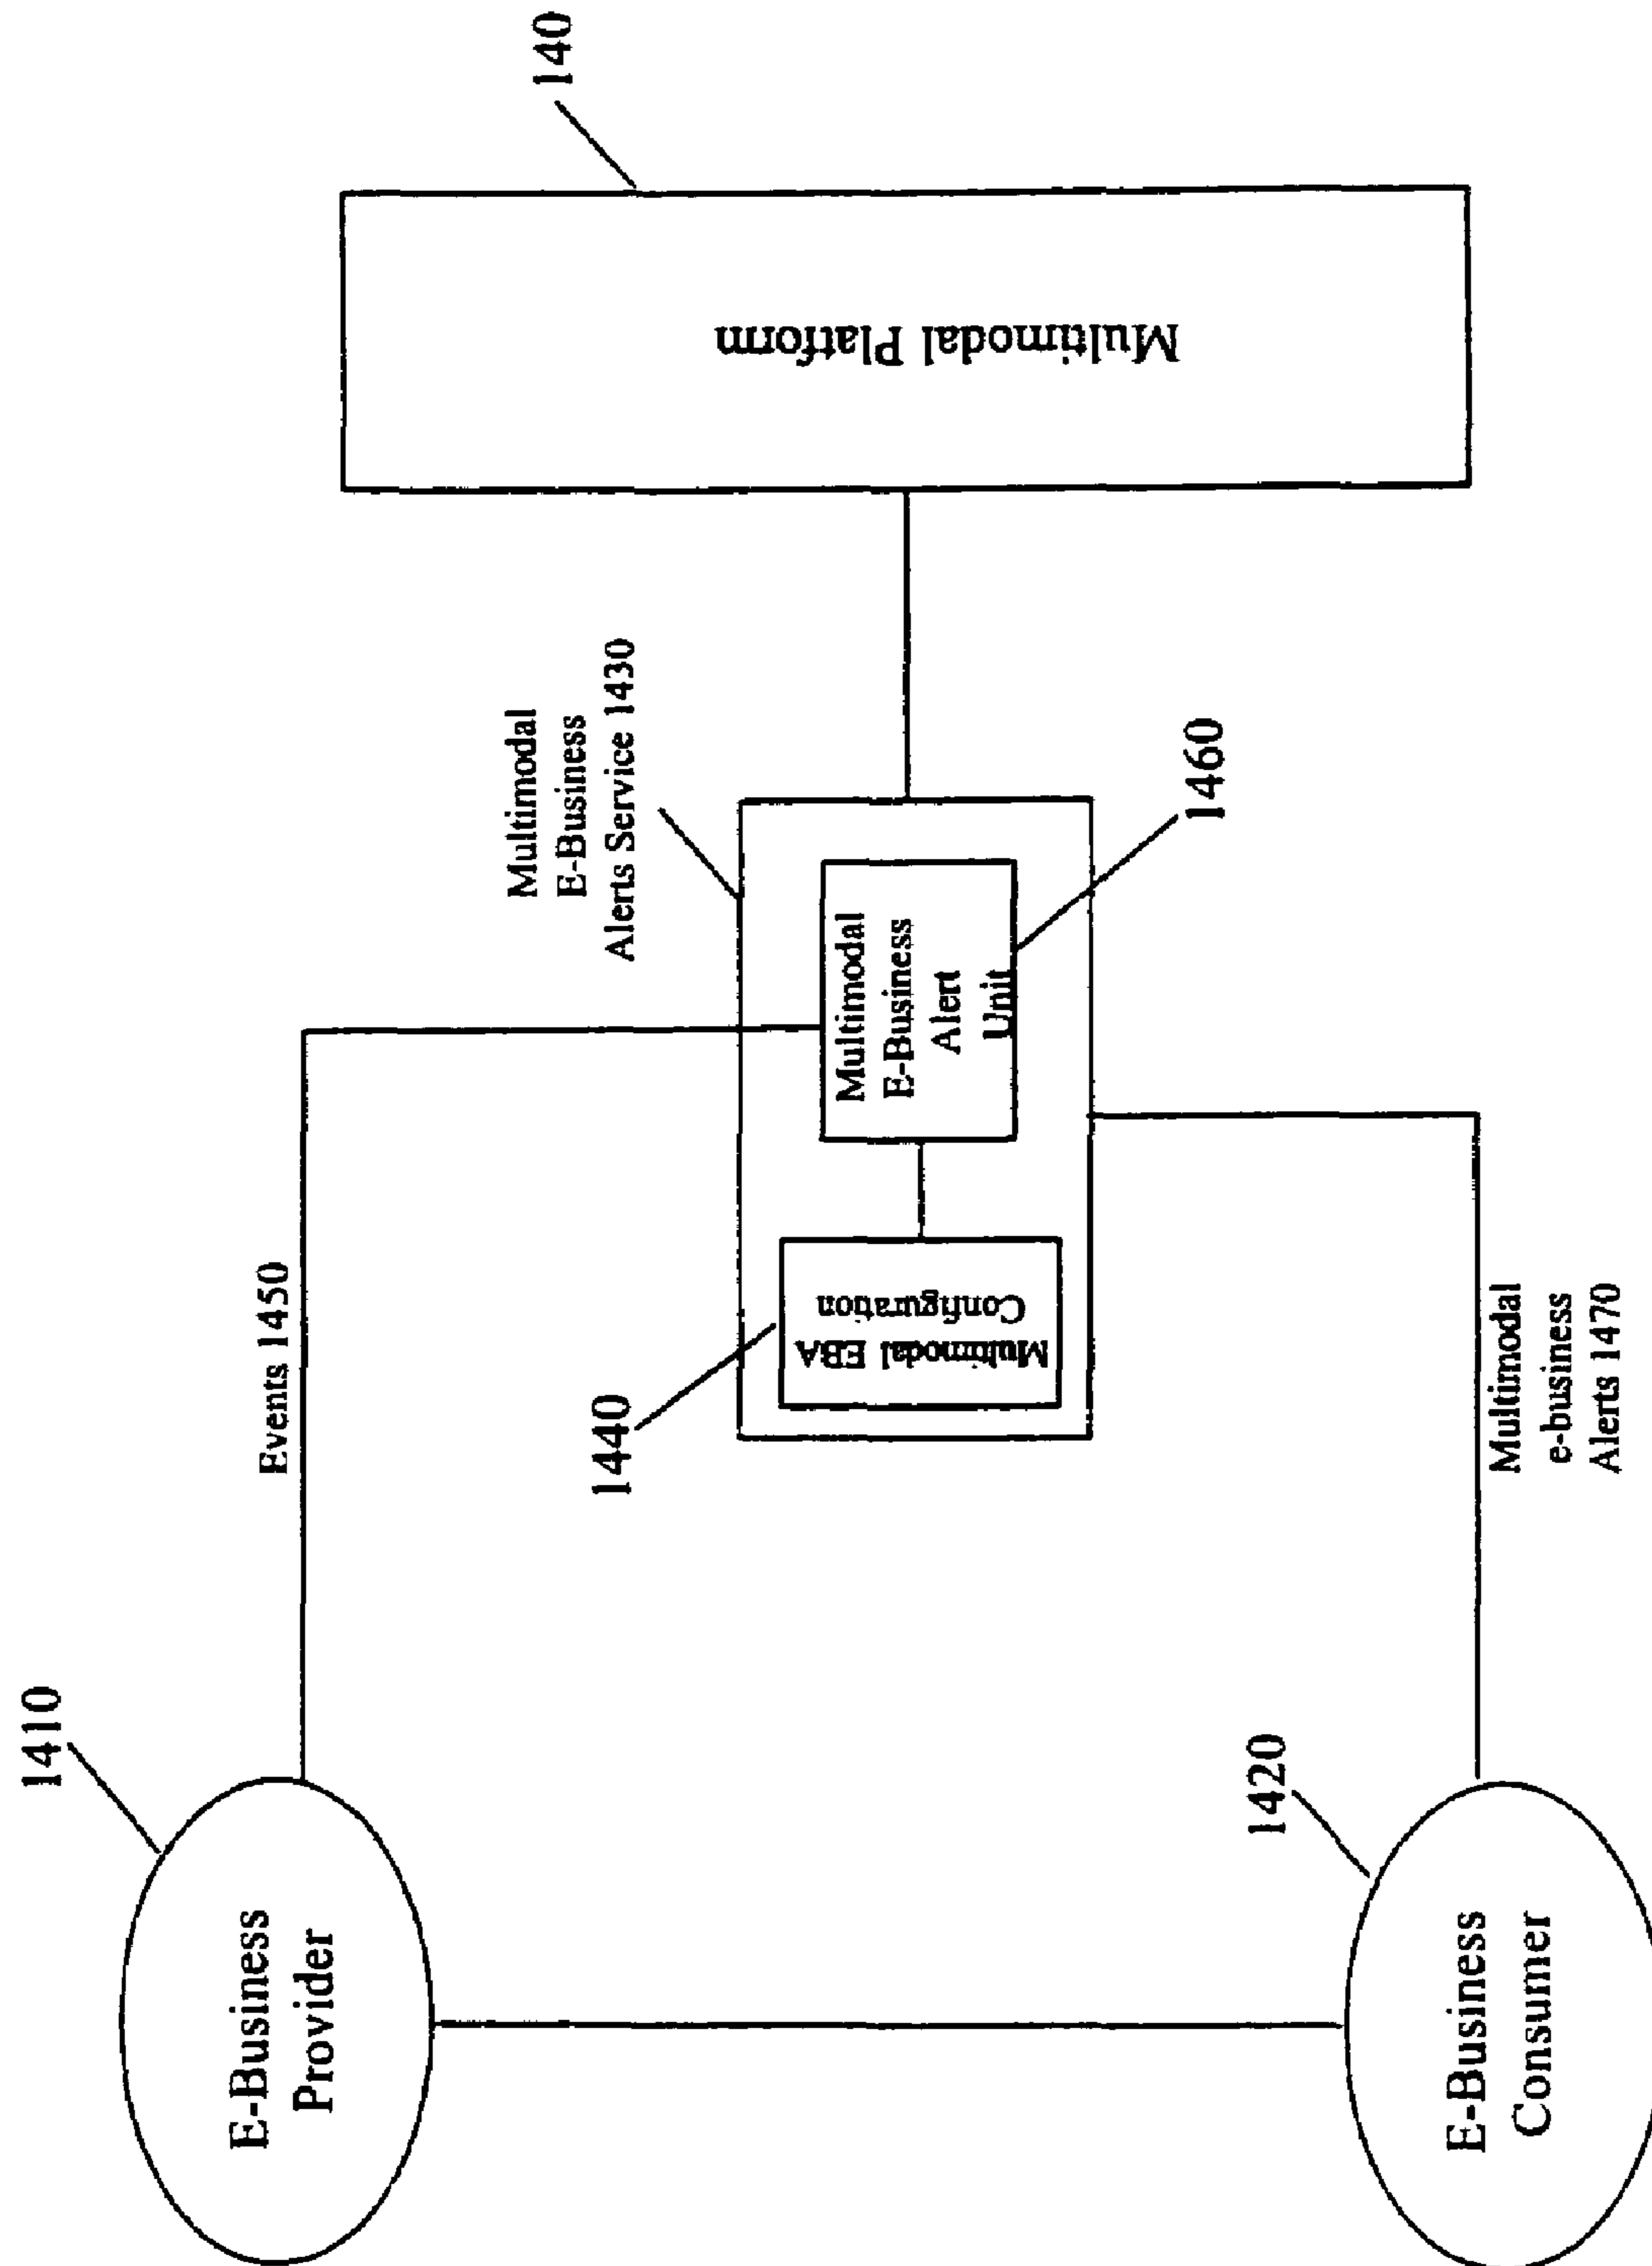 1410
E-Business
Provider
Events 1450
Multimodal
E-Business
Alerts Service 1430
140
Multimodal Platform
1440
Multimodal EBA
Configuration
Multimodal
E-Business
Alert
Unit
1460
1420
E-Business
Consumer
Multimodal
e-business
Alerts 1470